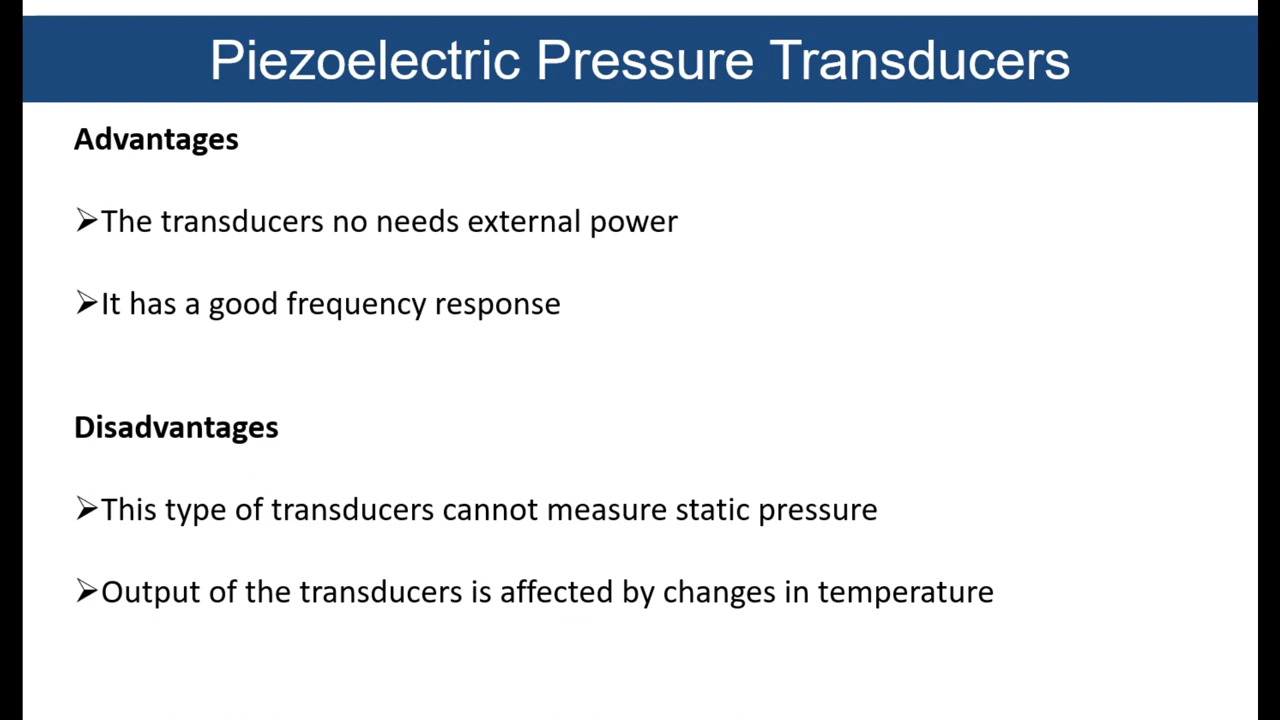 Piezoelectric Pressure Transducers
Advantages
➢The transducers no needs external power
➢It has a good frequency response
Disadvantages
➢This type of transducers cannot measure static pressure
➢Output of the transducers is affected by changes in temperature